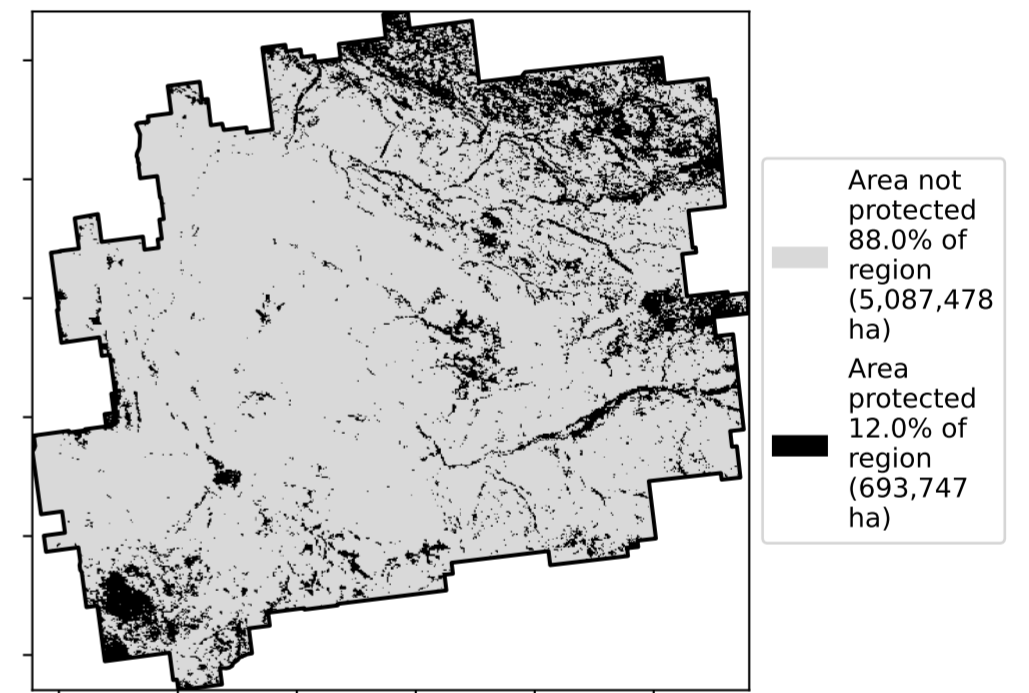 Area not
protected
88.0% of
region
(5,087,478
ha)
Area
protected
12.0% of
region
(693,747
ha)